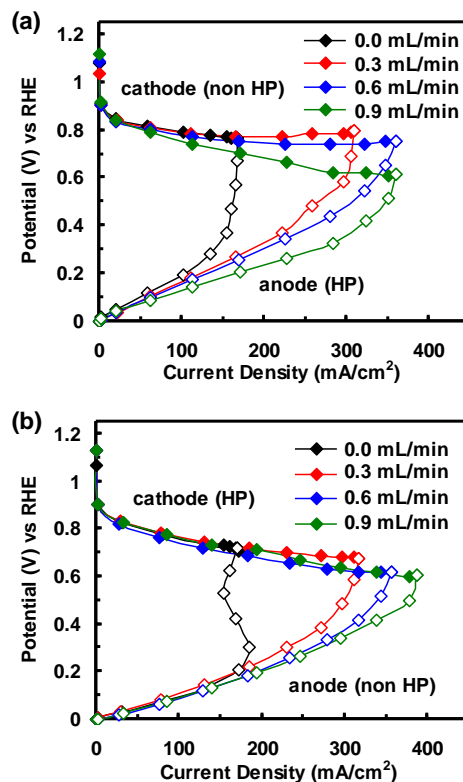 (a)
1.2
1
0.8
0.6
0.4
0.2
0
Potential (V) vs RHE
cathode (non HP)
0.0 mL/min
0.3 mL/min
0.6 mL/min
0.9 mL/min
anode (HP)
0 100 200 300 400
Current Density (mA/cm²)
(b)
1.2
1
0.8
0.6
0.4
0.2
0
Potential (V) vs RHE
cathode (HP)
0.0 mL/min
0.3 mL/min
0.6 mL/min
0.9 mL/min
anode (non HP)
0 100 200 300 400
Current Density (mA/cm²)